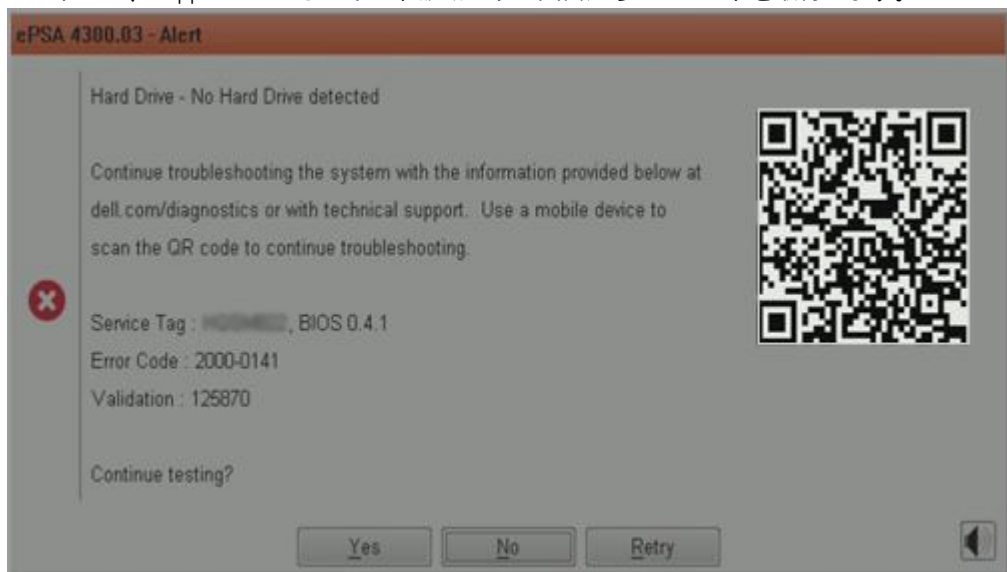 ePSA 4300.03 - Alert
Hard Drive - No Hard Drive detected
Continue troubleshooting the system with the information provided below at
dell.com/diagnostics or with technical support. Use a mobile device to
scan the QR code to continue troubleshooting.
Service Tag : , BIOS 0.4.1
Error Code : 2000-0141
Validation : 125870
Continue testing?
Yes No Retry